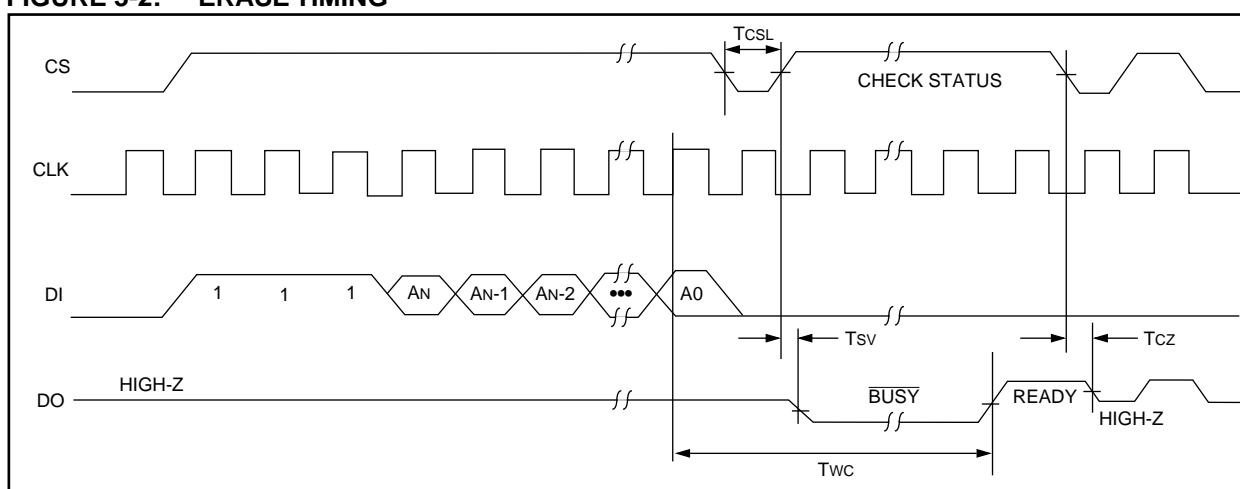 FIGURE 3-2: ERASE TIMING
TCSL
CS
CHECK STATUS
CLK
DI
1 1 1 AN AN-1 AN-2 ••• A0
TSV
TCZ
HIGH-Z
DO
BUSY
READY
HIGH-Z
TWC